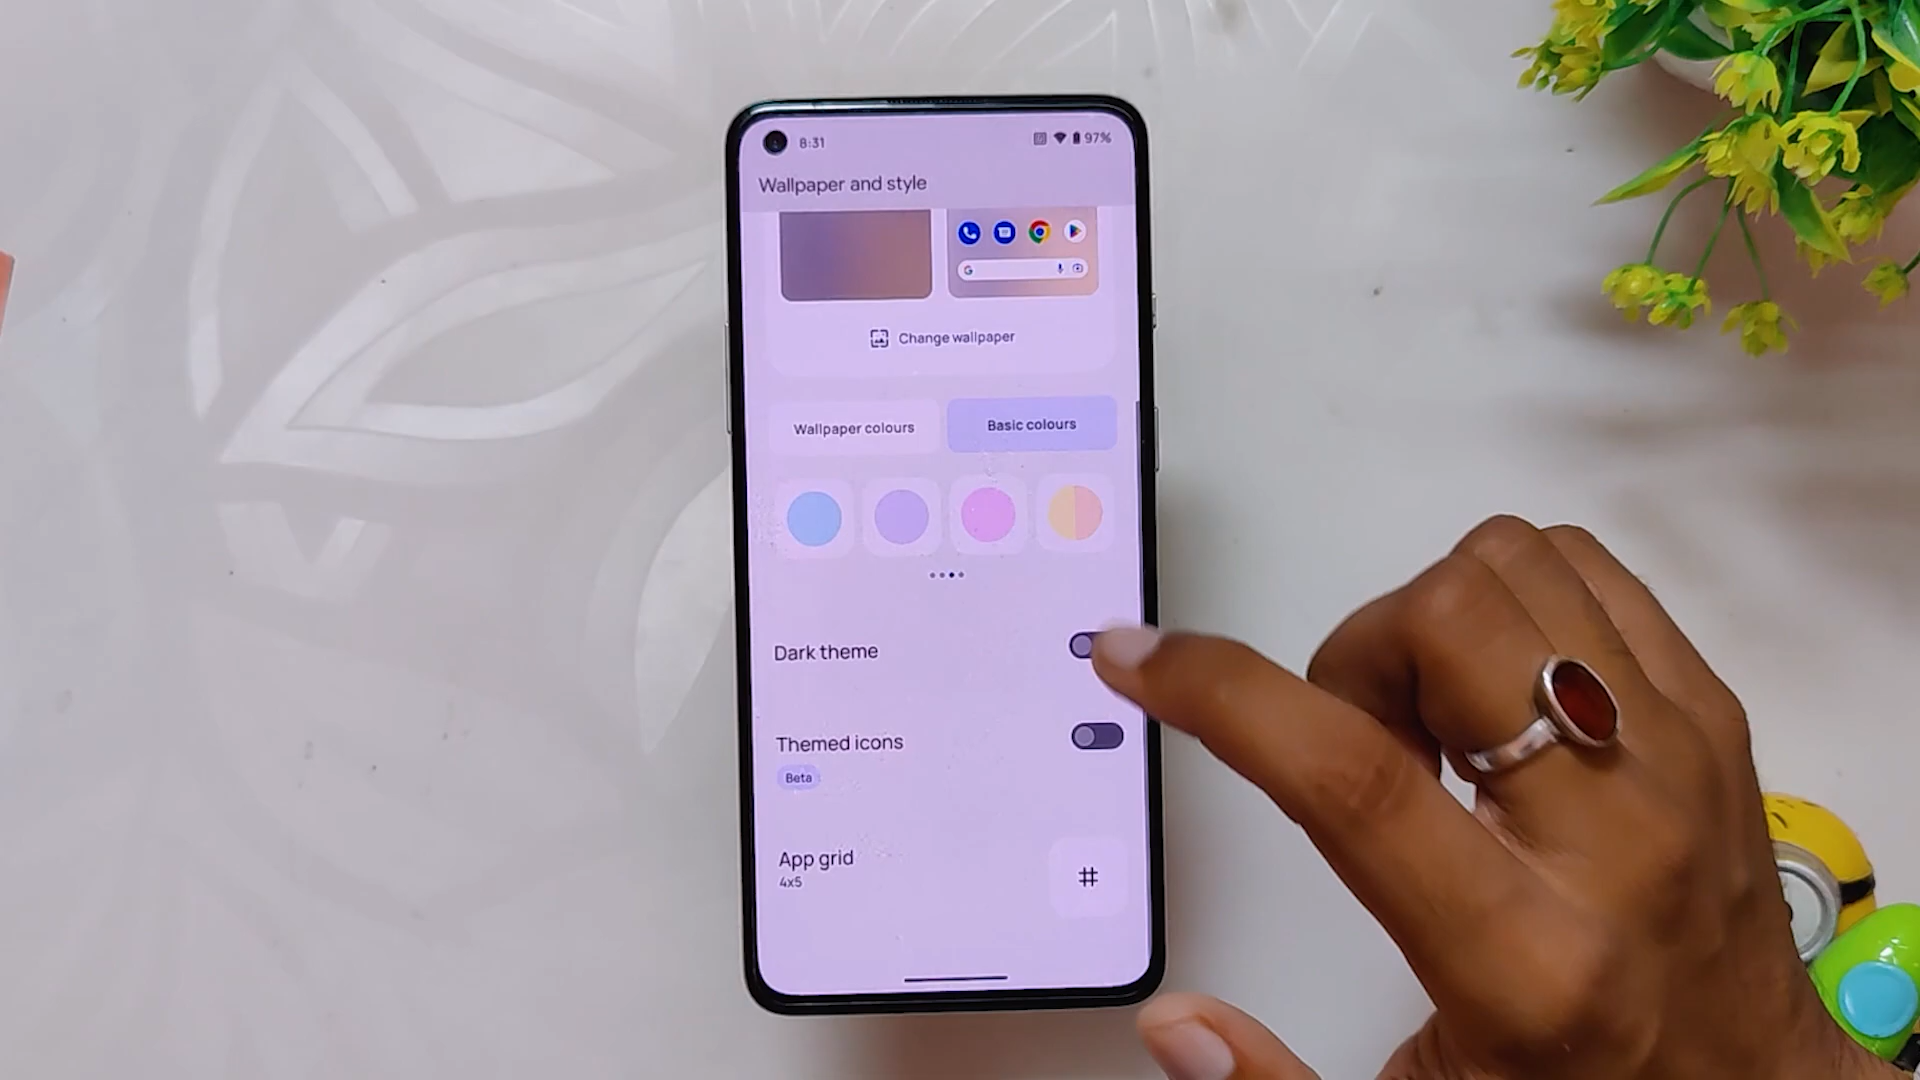 8:31
97%
Wallpaper and style
G
Change wallpaper
Wallpaper colours
Basic colours
Dark theme
Themed icons
Beta
App grid
4x5